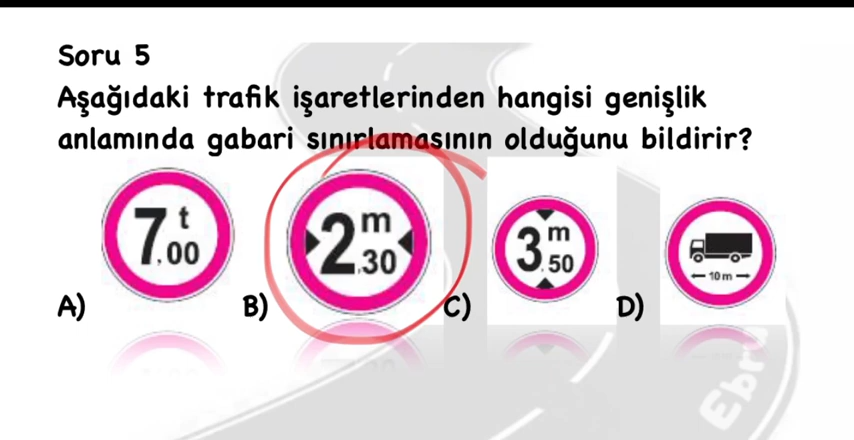 Soru 5
Aşağıdaki trafik işaretlerinden hangisi genişlik
anlamında gabari sınırlamasının olduğunu bildirir?
A) 7.00 t
B) 2.30 m
C) 3.50 m
D) 10 m
Ebru